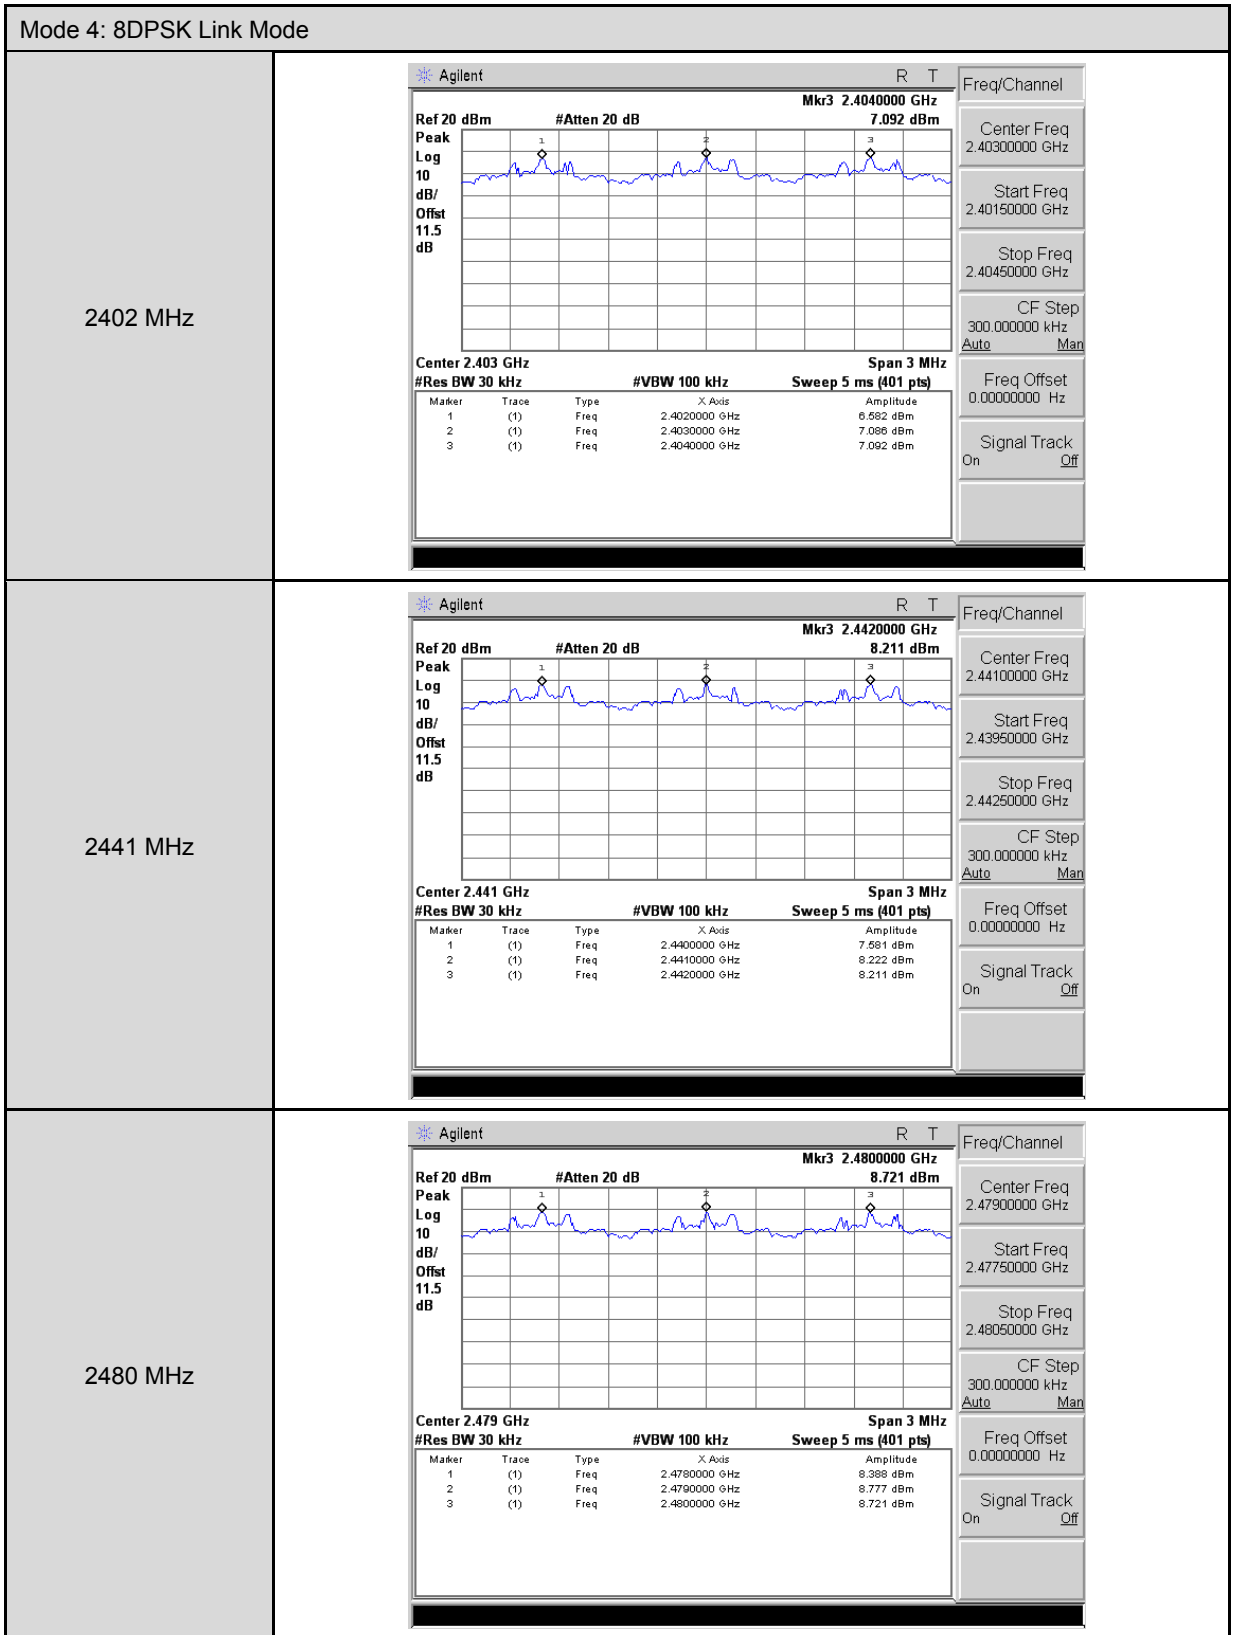 Mode 4: 8DPSK Link Mode
2402 MHz
Agilent R T
Mkr3 2.4040000 GHz
Ref 20 dBm #Atten 20 dB 7.092 dBm
Peak
Log
10
dB/
Offst
11.5
dB
1 2 3
Center 2.403 GHz Span 3 MHz
#Res BW 30 kHz #VBW 100 kHz Sweep 5 ms (401 pts)
Marker Trace Type X Axis Amplitude
1 (1) Freq 2.4020000 GHz 6.582 dBm
2 (1) Freq 2.4030000 GHz 7.086 dBm
3 (1) Freq 2.4040000 GHz 7.092 dBm
Freq/Channel
Center Freq
2.40300000 GHz
Start Freq
2.40150000 GHz
Stop Freq
2.40450000 GHz
CF Step
300.000000 kHz
Auto Man
Freq Offset
0.00000000 Hz
Signal Track
On Off
2441 MHz
Agilent R T
Mkr3 2.4420000 GHz
Ref 20 dBm #Atten 20 dB 8.211 dBm
Peak
Log
10
dB/
Offst
11.5
dB
1 2 3
Center 2.441 GHz Span 3 MHz
#Res BW 30 kHz #VBW 100 kHz Sweep 5 ms (401 pts)
Marker Trace Type X Axis Amplitude
1 (1) Freq 2.4400000 GHz 7.581 dBm
2 (1) Freq 2.4410000 GHz 8.222 dBm
3 (1) Freq 2.4420000 GHz 8.211 dBm
Freq/Channel
Center Freq
2.44100000 GHz
Start Freq
2.43950000 GHz
Stop Freq
2.44250000 GHz
CF Step
300.000000 kHz
Auto Man
Freq Offset
0.00000000 Hz
Signal Track
On Off
2480 MHz
Agilent R T
Mkr3 2.4800000 GHz
Ref 20 dBm #Atten 20 dB 8.721 dBm
Peak
Log
10
dB/
Offst
11.5
dB
1 2 3
Center 2.479 GHz Span 3 MHz
#Res BW 30 kHz #VBW 100 kHz Sweep 5 ms (401 pts)
Marker Trace Type X Axis Amplitude
1 (1) Freq 2.4780000 GHz 8.388 dBm
2 (1) Freq 2.4790000 GHz 8.777 dBm
3 (1) Freq 2.4800000 GHz 8.721 dBm
Freq/Channel
Center Freq
2.47900000 GHz
Start Freq
2.47750000 GHz
Stop Freq
2.48050000 GHz
CF Step
300.000000 kHz
Auto Man
Freq Offset
0.00000000 Hz
Signal Track
On Off